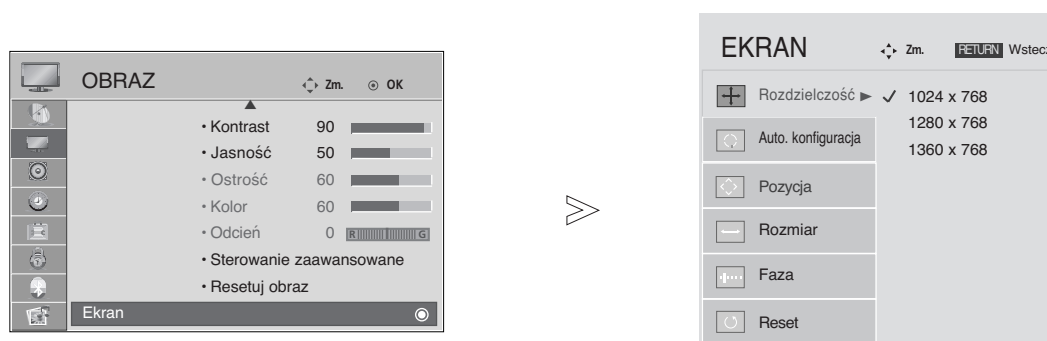 OBRAZ Zm. OK
• Kontrast 90
• Jasność 50
• Ostrość 60
• Kolor 60
• Odcień 0 R G
• Sterowanie zaawansowane
• Resetuj obraz
Ekran
EKRAN Zm. RETURN Wstecz
Rozdzielczość ► ✓ 1024 x 768
1280 x 768
Auto. konfiguracja
1360 x 768
Pozycja
Rozmiar
Faza
Reset